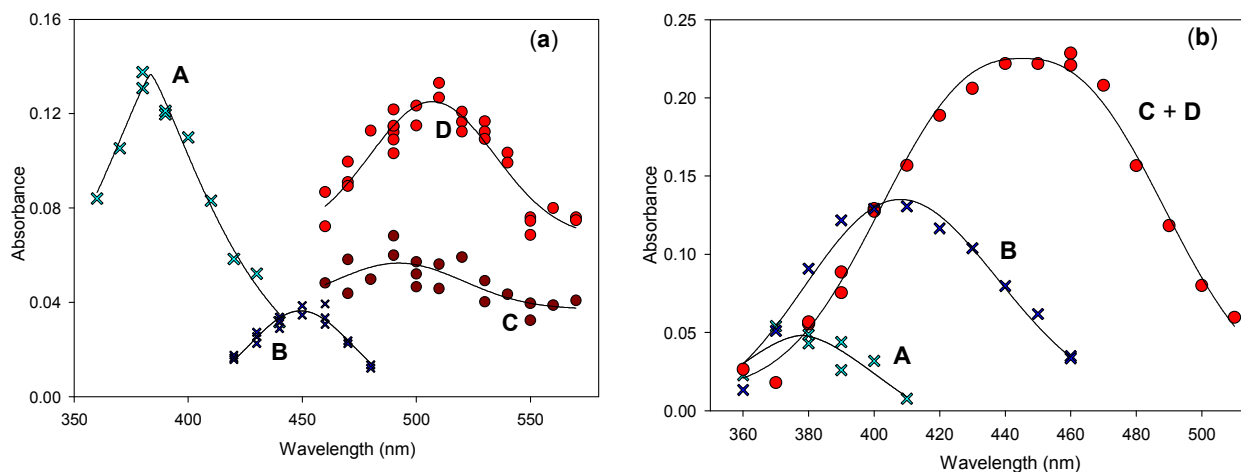 (a)
Absorbance
0.16
0.12
0.08
0.04
0.00
A
B
C
D
350
400
450
500
550
Wavelength (nm)
(b)
Absorbance
0.25
0.20
0.15
0.10
0.05
0.00
A
B
C + D
360
380
400
420
440
460
480
500
Wavelength (nm)